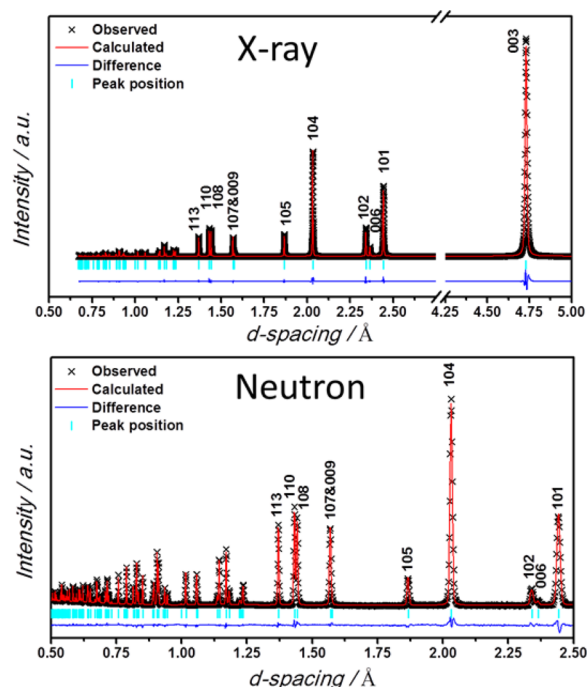 × Observed
Calculated
Difference
Peak position
X-ray
003
104
101
102
006
105
107&009
108
110
113
Intensity / a.u.
0.50 0.75 1.00 1.25 1.50 1.75 2.00 2.25 2.50 4.25 4.50 4.75 5.00
d-spacing / Å
× Observed
Calculated
Difference
Peak position
Neutron
104
101
102
006
105
107&009
108
110
113
Intensity / a.u.
0.50 0.75 1.00 1.25 1.50 1.75 2.00 2.25 2.50
d-spacing / Å